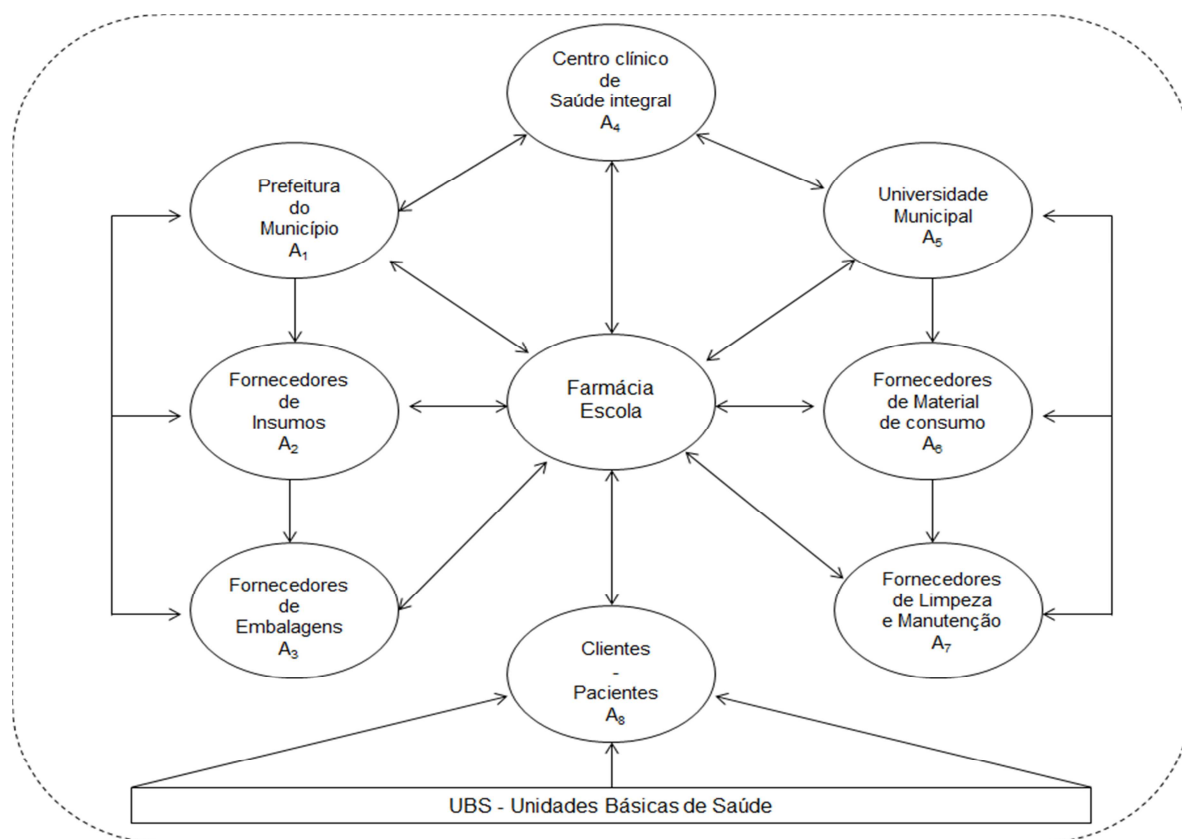 Centro clínico
de
Saúde integral
A₄
Prefeitura
do
Município
A₁
Universidade
Municipal
A₅
Fornecedores
de
Insumos
A₂
Farmácia
Escola
Fornecedores
de Material
de consumo
A₆
Fornecedores
de
Embalagens
A₃
Fornecedores
de Limpeza
e Manutenção
A₇
Clientes
-
Pacientes
A₈
UBS - Unidades Básicas de Saúde